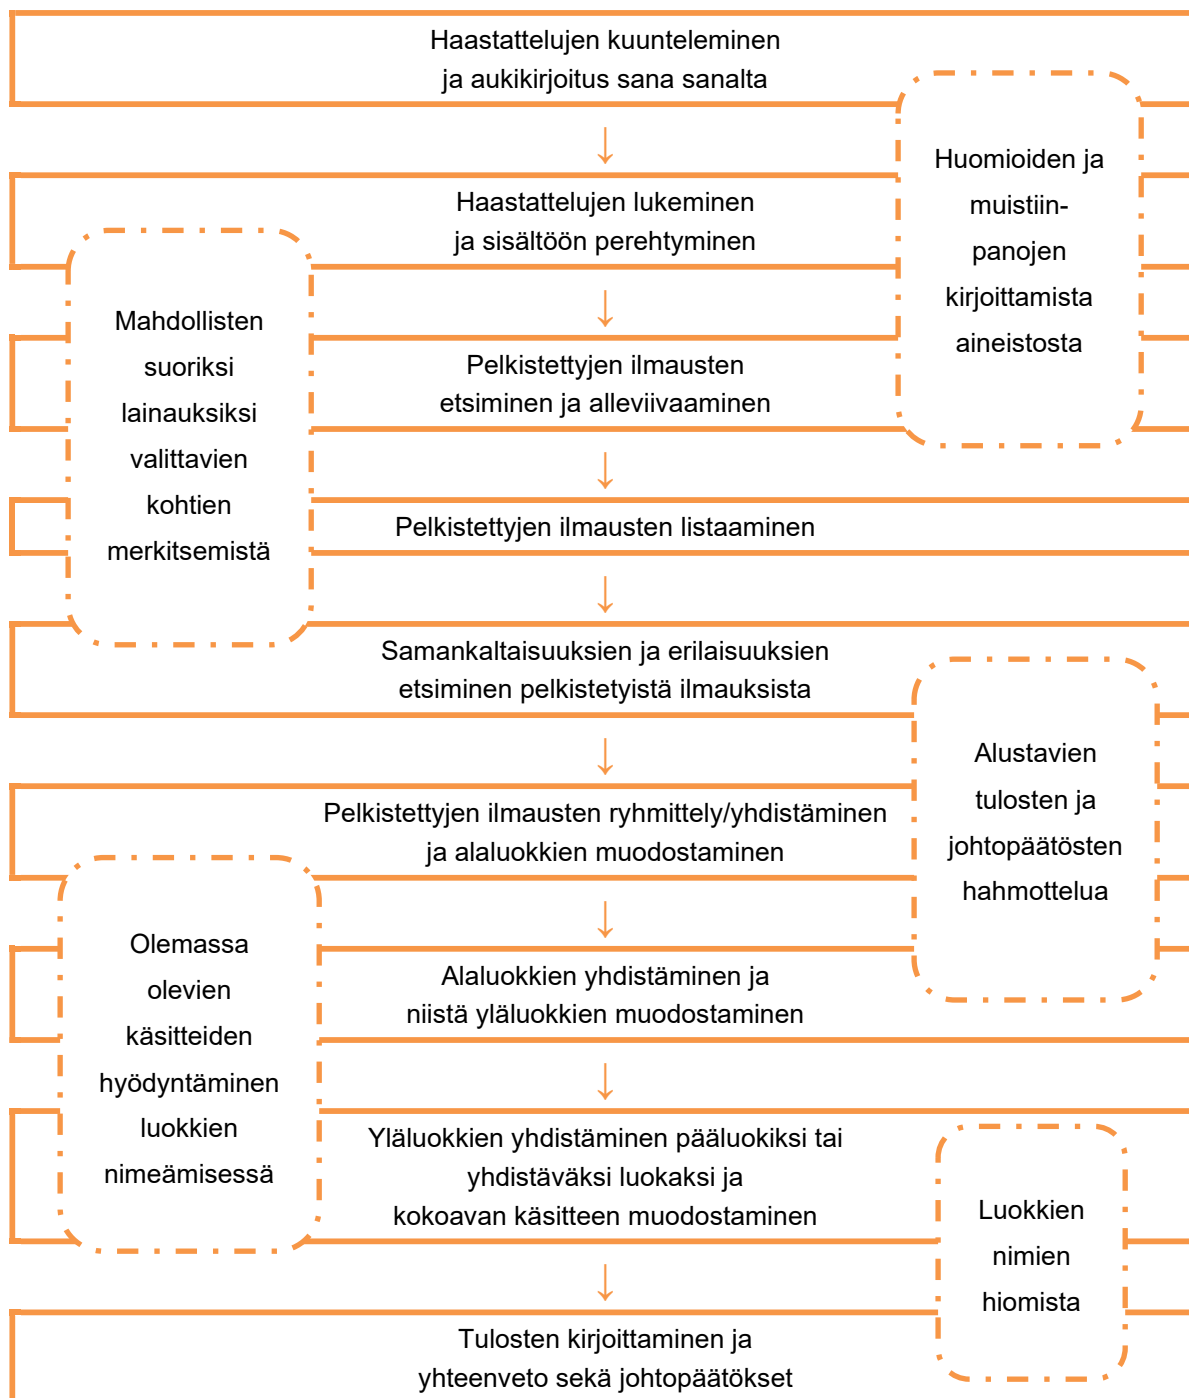 Haastattelujen kuunteleminen
ja aukikirjoitus sana sanalta
Huomioiden ja
muistiin-
panojen
kirjoittamista
aineistosta
Haastattelujen lukeminen
ja sisältöön perehtyminen
Mahdollisten
suoriksi
lainauksiksi
valittavien
kohtien
merkitsemistä
Pelkistettyjen ilmausten
etsiminen ja alleviivaaminen
Pelkistettyjen ilmausten listaaminen
Samankaltaisuuksien ja erilaisuuksien
etsiminen pelkistetyistä ilmauksista
Alustavien
tulosten ja
johtopäätösten
hahmottelua
Pelkistettyjen ilmausten ryhmittely/yhdistäminen
ja alaluokkien muodostaminen
Olemassa
olevien
käsitteiden
hyödyntäminen
luokkien
nimeämisessä
Alaluokkien yhdistäminen ja
niistä yläluokkien muodostaminen
Yläluokkien yhdistäminen pääluokiksi tai
yhdistäväksi luokaksi ja
kokoavan käsitteen muodostaminen
Luokkien
nimien
hiomista
Tulosten kirjoittaminen ja
yhteenveto sekä johtopäätökset